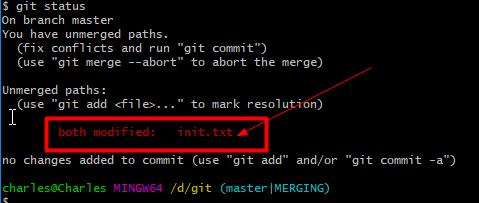 $ git status
On branch master
You have unmerged paths.
(fix conflicts and run "git commit")
(use "git merge --abort" to abort the merge)
Unmerged paths:
(use "git add <file>..." to mark resolution)
both modified: init.txt
no changes added to commit (use "git add" and/or "git commit -a")
charles@Charles MINGW64 /d/git (master|MERGING)
$